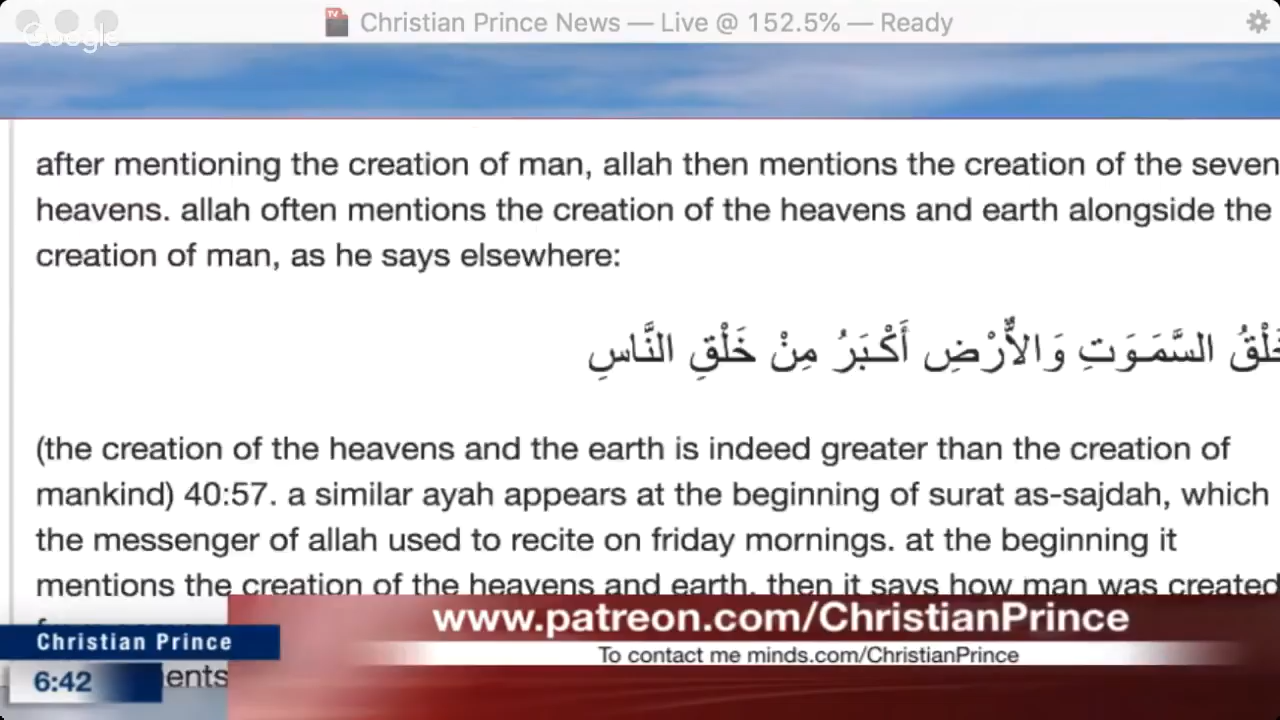 Christian Prince News — Live @ 152.5% — Ready
Google
after mentioning the creation of man, allah then mentions the creation of the seven
heavens. allah often mentions the creation of the heavens and earth alongside the
creation of man, as he says elsewhere:
خَلْقُ السَّمَـوَتِ وَالاٌّرْضِ أَكْـبَرُ مِنْ خَلْقِ النَّاسِ
(the creation of the heavens and the earth is indeed greater than the creation of
mankind) 40:57. a similar ayah appears at the beginning of surat as-sajdah, which
the messenger of allah used to recite on friday mornings. at the beginning it
mentions the creation of the heavens and earth, then it says how man was created
www.patreon.com/ChristianPrince
Christian Prince
To contact me minds.com/ChristianPrince
6:42
ents